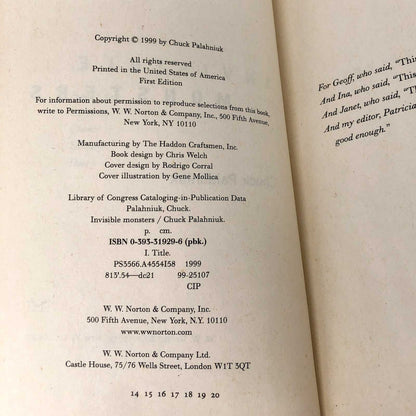 Copyright © 1999 by Chuck Palahniuk
All rights reserved
Printed in the United States of America
First Edition
For information about permission to reproduce selections from this book,
write to Permissions, W. W. Norton & Company, Inc., 500 Fifth Avenue,
New York, NY 10110
Manufacturing by The Haddon Craftsmen, Inc.
Book design by Chris Welch
Cover design by Rodrigo Corral
Cover illustration by Gene Mollica
Library of Congress Cataloging-in-Publication Data
Palahniuk, Chuck.
Invisible monsters / Chuck Palahniuk.
p. cm.
ISBN 0-393-31929-6 (pbk.)
I. Title.
PS3566.A4554I58 1999
813'.54—dc21 99-25107
CIP
W. W. Norton & Company, Inc.
500 Fifth Avenue, New York, N.Y. 10110
www.wwnorton.com
W. W. Norton & Company Ltd.
Castle House, 75/76 Wells Street, London W1T 3QT
14 15 16 17 18 19 20
For Geoff, who said, "This
And Ina, who said, "This
And Janet, who said, "Th
And my editor, Patricia
good enough."